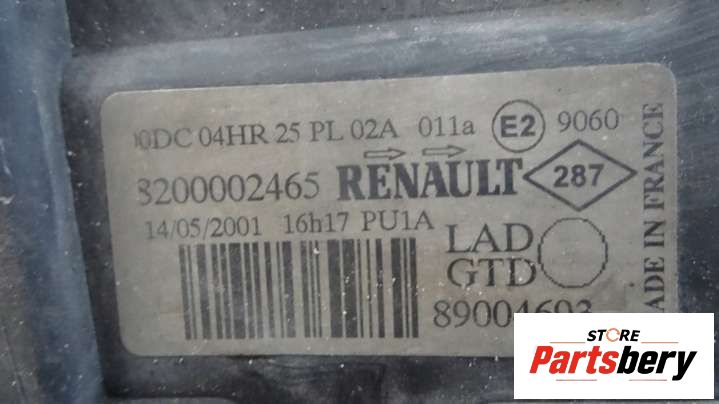 00DC 04HR 25 PL 02A 011a E2 9060
8200002465 RENAULT 287
14/05/2001 16h17 PU1A
LAD
GTD
MADE IN FRANCE
STORE
Partsbery